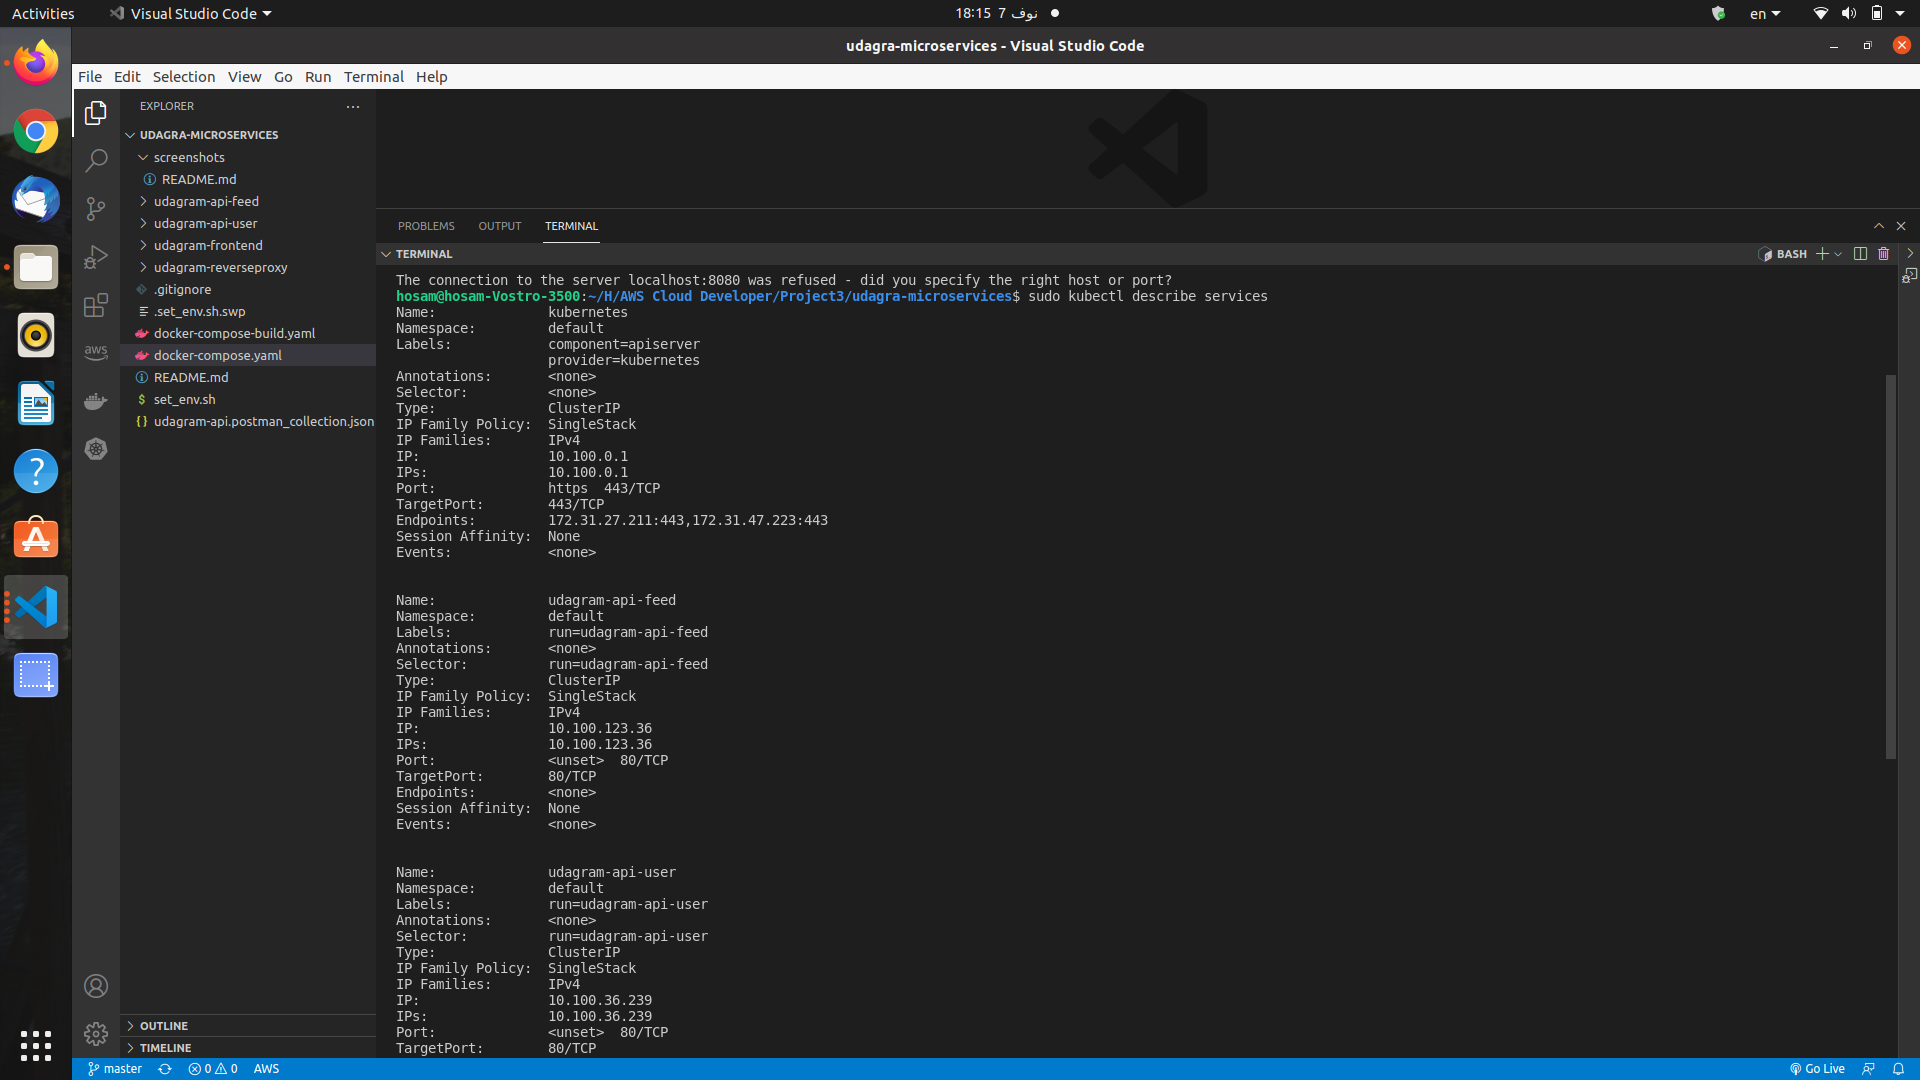 Activities
Visual Studio Code
18:15 7 نوف
en
udagra-microservices - Visual Studio Code
File Edit Selection View Go Run Terminal Help
EXPLORER
UDAGRA-MICROSERVICES
screenshots
README.md
udagram-api-feed
udagram-api-user
udagram-frontend
udagram-reverseproxy
.gitignore
.set_env.sh.swp
docker-compose-build.yaml
aws
docker-compose.yaml
README.md
$ set_env.sh
{} udagram-api.postman_collection.json
OUTLINE
TIMELINE
PROBLEMS OUTPUT TERMINAL
TERMINAL
BASH
The connection to the server localhost:8080 was refused - did you specify the right host or port?
hosam@hosam-Vostro-3500:~/H/AWS Cloud Developer/Project3/udagra-microservices$ sudo kubectl describe services
Name: kubernetes
Namespace: default
Labels: component=apiserver
provider=kubernetes
Annotations: <none>
Selector: <none>
Type: ClusterIP
IP Family Policy: SingleStack
IP Families: IPv4
IP: 10.100.0.1
IPs: 10.100.0.1
Port: https 443/TCP
TargetPort: 443/TCP
Endpoints: 172.31.27.211:443,172.31.47.223:443
Session Affinity: None
Events: <none>
Name: udagram-api-feed
Namespace: default
Labels: run=udagram-api-feed
Annotations: <none>
Selector: run=udagram-api-feed
Type: ClusterIP
IP Family Policy: SingleStack
IP Families: IPv4
IP: 10.100.123.36
IPs: 10.100.123.36
Port: <unset> 80/TCP
TargetPort: 80/TCP
Endpoints: <none>
Session Affinity: None
Events: <none>
Name: udagram-api-user
Namespace: default
Labels: run=udagram-api-user
Annotations: <none>
Selector: run=udagram-api-user
Type: ClusterIP
IP Family Policy: SingleStack
IP Families: IPv4
IP: 10.100.36.239
IPs: 10.100.36.239
Port: <unset> 80/TCP
TargetPort: 80/TCP
master 0 0 AWS
Go Live